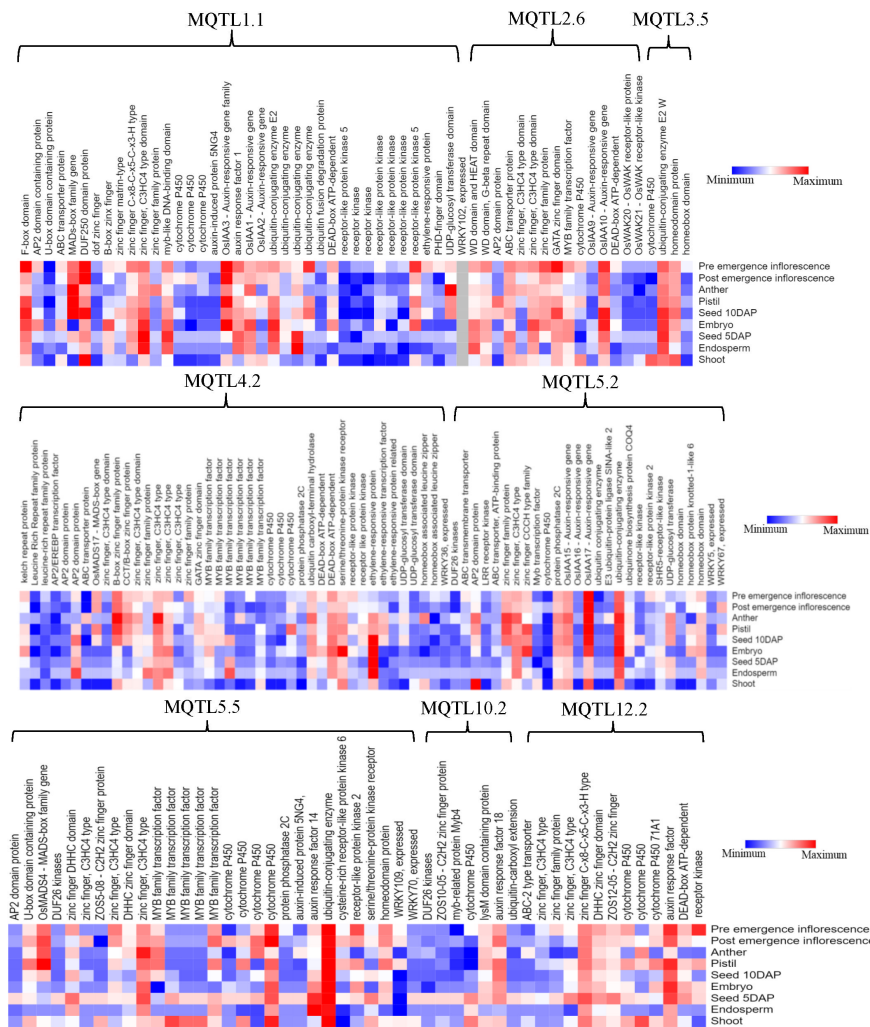 MQTL1.1 MQTL2.6 MQTL3.5
F-box domain
AP2 domain containing protein
U-box domain containing protein
ABC transporter protein
MADs-box family gene
DUF250 domain protein
dof zinc finger
B-box zinx finger
zinc finger matrin-type
zinc finger C-x8-C-x5-C-x3-H type
zinc finger, C3HC4 type domain
zinc finger family protein
myb-like DNA-binding domain
cytochrome P450
cytochrome P450
cytochrome P450
auxin-induced protein 5NG4
OsIAA3 - Auxin-responsive gene family
auxin response factor 1
OsIAA1 - Auxin-responsive gene
OsIAA2 - Auxin-responsive gene
ubiquitin-conjugating enzyme E2
ubiquitin-conjugating enzyme
ubiquitin-conjugating enzyme
ubiquitin-conjugating enzyme
ubiquitin fusion degradation protein
DEAD-box ATP-dependent
receptor-like protein kinase 5
receptor kinase
receptor kinase
receptor-like protein kinase
receptor-like protein kinase
receptor-like protein kinase
receptor-like protein kinase 5
ethylene-responsive protein
PHD-finger domain
UDP-glucosyl transferase domain
WRKY102, expressed
WD domain and HEAT domain
WD domain, G-beta repeat domain
AP2 domain protein
ABC transporter protein
zinc finger, C3HC4 type domain
zinc finger, C3HC4 type domain
zinc finger family protein
GATA zinc finger domain
MYB family transcription factor
cytochrome P450
OsIAA9 - Auxin-responsive gene
OsIAA10 - Auxin-responsive gene
DEAD-box ATP-dependent
OsWAK20 - OsWAK receptor-like protein
OsWAK21 - OsWAK receptor-like kinase
cytochrome P450
ubiquitin-conjugating enzyme E2 W
homeodomain protein
homeobox domain
Minimum Maximum
Pre emergence inflorescence
Post emergence inflorescence
Anther
Pistil
Seed 10DAP
Embryo
Seed 5DAP
Endosperm
Shoot
MQTL4.2 MQTL5.2
kelch repeat protein
Leucine Rich Repeat family protein
leucine-rich repeat family protein
AP2/EREBP transcription factor
AP2 domain protein
AP2 domain protein
ABC transporter protein
OsMADS17 - MADS-box gene
zinc finger, C3HC4 type domain
B-box zinc finger family protein
CCT/B-box zinc finger protein
zinc finger family protein
zinc finger, C3HC4 type
zinc finger, C3HC4 type
zinc finger, C3HC4 type
zinc finger family protein
GATA zinc finger domain
MYB family transcription factor
MYB family transcription factor
MYB family transcription factor
MYB family transcription factor
MYB family transcription factor
MYB family transcription factor
cytochrome P450
cytochrome P450
cytochrome P450
protein phosphatase 2C
ubiquitin carboxyl-terminal hydrolase
DEAD-box ATP-dependent
DEAD-box ATP-dependent
serine/threonine-protein kinase receptor
receptor-like kinase
receptor-like protein kinase
ethylene-responsive protein
ethylene-responsive transcription factor
ethylene-responsive protein related
UDP-glucosyl transferase domain
UDP-glucosyl transferase domain
homeobox associated leucine zipper
homeobox associated leucine zipper
WRKY36, expressed
DUF26 kinases
ABC transmembrane transporter
AP2 domain protein
LRR receptor kinase
ABC transporter, ATP-binding protein
zinc finger family protein
zinc finger, C3HC4 type
zinc finger CCCH type family
Myb transcription factor
cytochrome P450
protein phosphatase 2C
OsIAA15 - Auxin-responsive gene
OsIAA16 - Auxin-responsive gene
OsIAA17 - Auxin-responsive gene
ubiquitin conjugating enzyme
E3 ubiquitin-protein ligase SINA-like 2
ubiquitin-conjugating enzyme
ubiquinone biosynthesis protein COQ4
receptor-like kinase
receptor-like protein kinase 2
SHR5-receptor-like kinase
UDP-glucosyl transferase
homeobox domain
homeobox protein knotted-1-like 6
homeobox domain
WRKY5, expressed
WRKY67, expressed
Minimum Maximum
Pre emergence inflorescence
Post emergence inflorescence
Anther
Pistil
Seed 10DAP
Embryo
Seed 5DAP
Endosperm
Shoot
MQTL5.5 MQTL10.2 MQTL12.2
AP2 domain protein
U-box domain containing protein
OsMADS4 - MADS-box family gene
DUF26 kinases
zinc finger DHHC domain
zinc finger, C3HC4 type
ZOS5-08 - C2H2 zinc finger protein
zinc finger, C3HC4 type
DHHC zinc finger domain
zinc finger, C3HC4 type
MYB family transcription factor
MYB family transcription factor
MYB family transcription factor
MYB family transcription factor
MYB family transcription factor
cytochrome P450
cytochrome P450
cytochrome P450
cytochrome P450
protein phosphatase 2C
auxin-induced protein 5NG4,
auxin response factor 14
ubiquitin-conjugating enzyme
cysteine-rich receptor-like protein kinase 6
receptor-like protein kinase 2
serine/threonine-protein kinase receptor
homeodomain protein
WRKY109, expressed
WRKY70, expressed
DUF26 kinases
ZOS10-05 - C2H2 zinc finger protein
myb-related protein Myb4
cytochrome P450
lysM domain containing protein
auxin response factor 18
ubiquitin-carboxyl extension
ABC-2 type transporter
zinc finger, C3HC4 type
zinc finger family protein
zinc finger, C3HC4 type
zinc finger C-x8-C-x5-C-x3-H type
DHHC zinc finger domain
ZOS12-05 - C2H2 zinc finger
cytochrome P450
cytochrome P450
cytochrome P450 71A1
auxin response factor
DEAD-box ATP-dependent
receptor kinase
Minimum Maximum
Pre emergence inflorescence
Post emergence inflorescence
Anther
Pistil
Seed 10DAP
Embryo
Seed 5DAP
Endosperm
Shoot